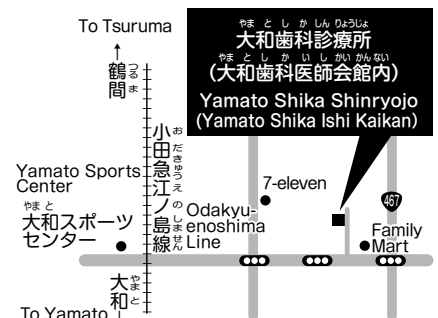 To Tsuruma
鶴間
つるま
やまとしかしんりょうじょ
大和歯科診療所
やまとしかいしかいかんない
(大和歯科医師会館内)
Yamato Shika Shinryojo
(Yamato Shika Ishi Kaikan)
小田急江ノ島線
おだきゅうえのしません
Yamato Sports
Center
やまと
大和スポーツ
センター
Odakyu-
enoshima
Line
7-eleven
467
Family
Mart
大和
やまと
To Yamato